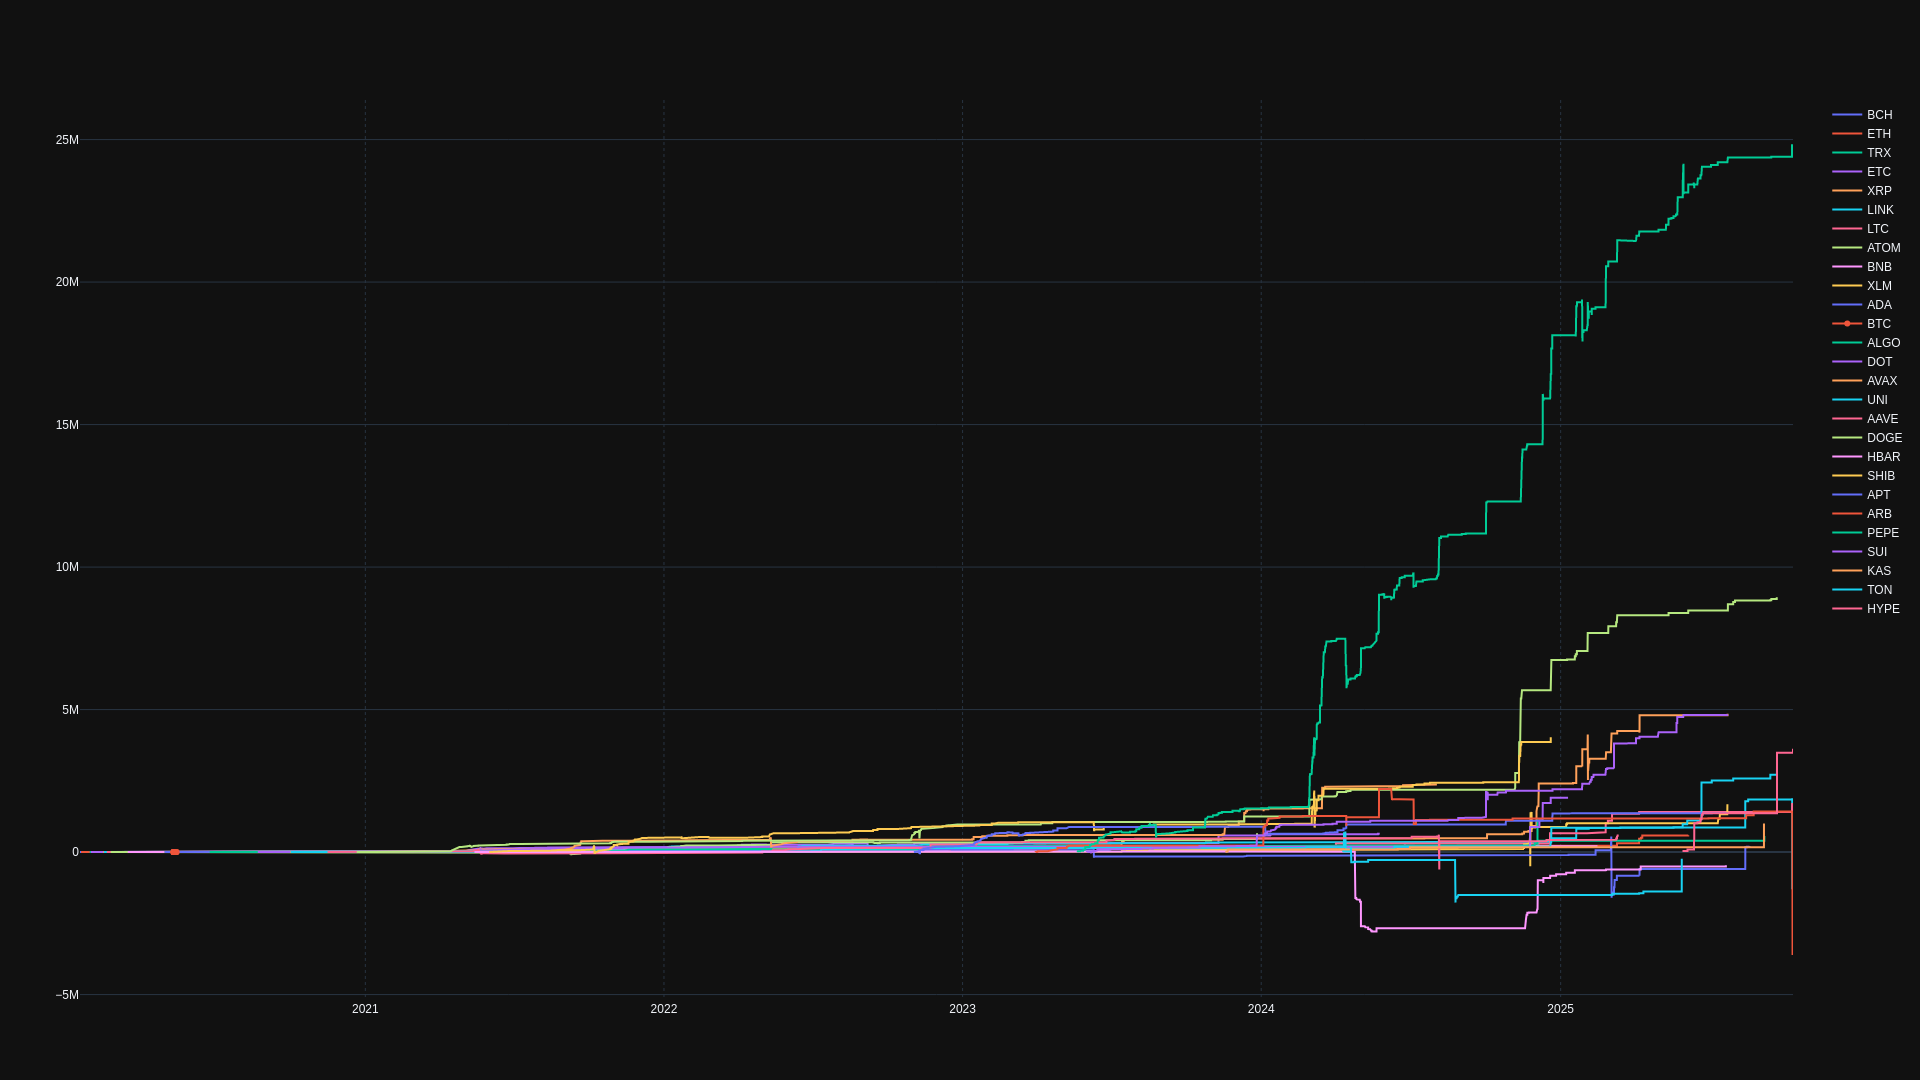 25M
20M
15M
10M
5M
0
−5M
2021
2022
2023
2024
2025
BCH
ETH
TRX
ETC
XRP
LINK
LTC
ATOM
BNB
XLM
ADA
BTC
ALGO
DOT
AVAX
UNI
AAVE
DOGE
HBAR
SHIB
APT
ARB
PEPE
SUI
KAS
TON
HYPE